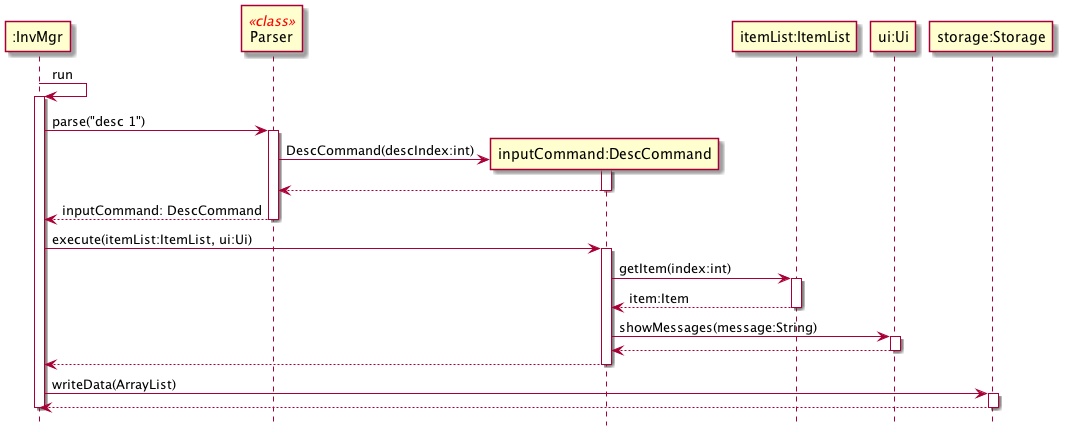 :InvMgr
«class»
Parser
itemList:ItemList
ui:Ui
storage:Storage
run
parse("desc 1")
DescCommand(descIndex:int)
inputCommand:DescCommand
inputCommand: DescCommand
execute(itemList:ItemList, ui:Ui)
getItem(index:int)
item:Item
showMessages(message:String)
writeData(ArrayList)